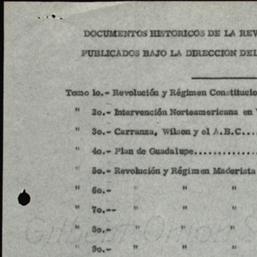 DOCUMENTOS HISTORICOS DE LA REV
PUBLICADOS BAJO LA DIRECCION DEL
Tomo 1o.- Revolución y Régimen Constitucio
" 2o.- Intervención Norteamericana en
" 3o.- Carranza, Wilson y el A.B.C....
" 4o.- Plan de Guadalupe..............
" 5o.- Revolución y Régimen Maderista
" 6o.- " " "
" 7o.-- " " "
" 8o.- " " "
" 9o.- " " "